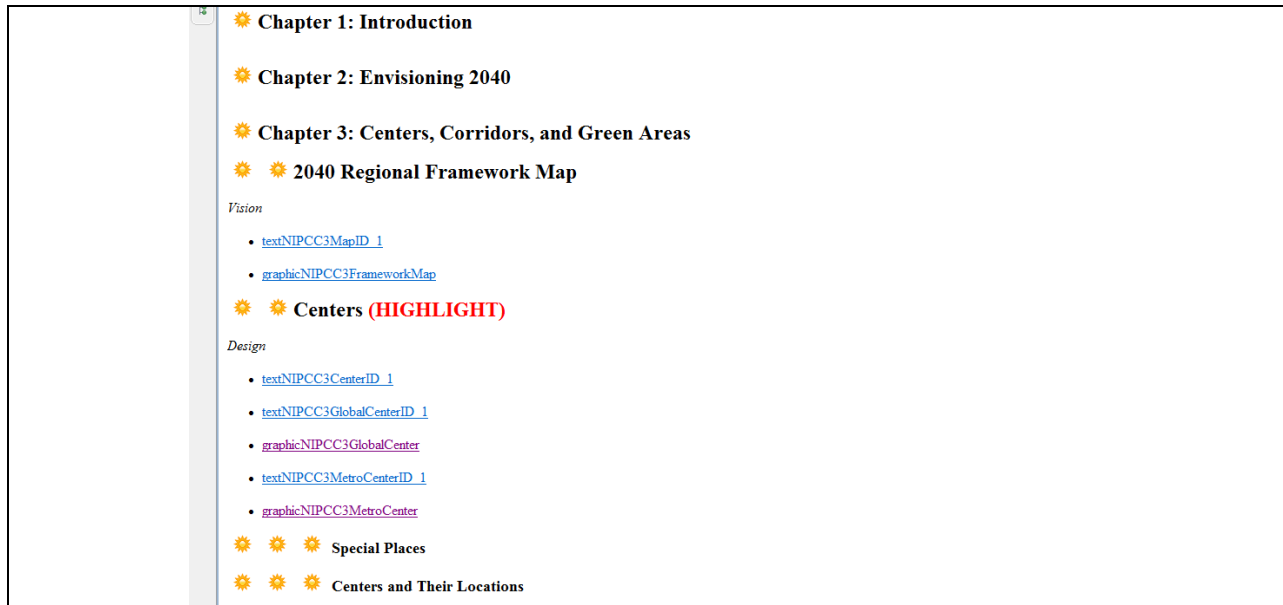 Chapter 1: Introduction
Chapter 2: Envisioning 2040
Chapter 3: Centers, Corridors, and Green Areas
2040 Regional Framework Map
Vision
textNIPCC3MapID_1
graphicNIPCC3FrameworkMap
Centers (HIGHLIGHT)
Design
textNIPCC3CenterID_1
textNIPCC3GlobalCenterID_1
graphicNIPCC3GlobalCenter
textNIPCC3MetroCenterID_1
graphicNIPCC3MetroCenter
Special Places
Centers and Their Locations